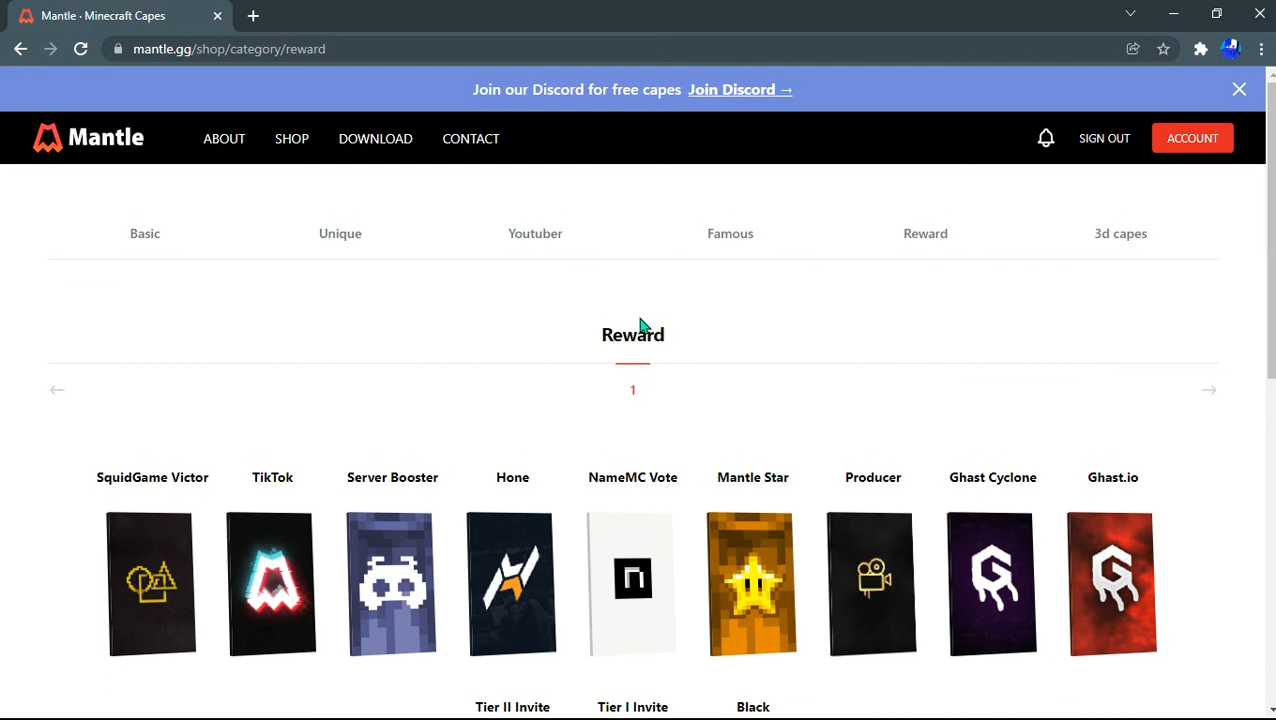 Mantle · Minecraft Capes
mantle.gg/shop/category/reward
Join our Discord for free capes Join Discord →
Mantle ABOUT SHOP DOWNLOAD CONTACT SIGN OUT ACCOUNT
Basic Unique Youtuber Famous Reward 3d capes
Reward
1
SquidGame Victor TikTok Server Booster Hone NameMC Vote Mantle Star Producer Ghast Cyclone Ghast.io
n
Tier II Invite Tier I Invite Black